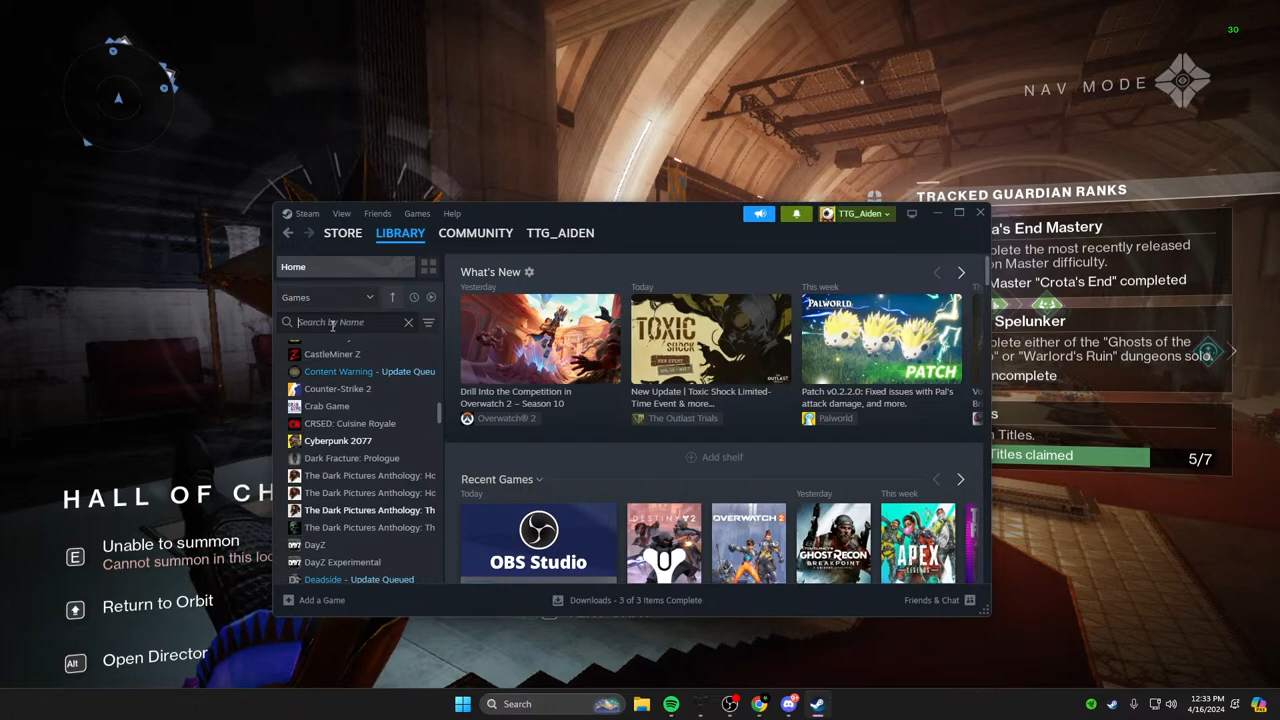 30
NAV MODE
TRACKED GUARDIAN RANKS
a's End Mastery
plete the most recently released
on Master difficulty.
Master "Crota's End" completed
Spelunker
plete either of the "Ghosts of the
" or "Warlord's Ruin" dungeons solo.
ncomplete
s
n Titles.
Titles claimed
5/7
HALL OF CH
E
Unable to summon
Cannot summon in this loc
Return to Orbit
Alt
Open Director
Steam View Friends Games Help
TTG_Aiden
STORE LIBRARY COMMUNITY TTG_AIDEN
Home
Games
Search by Name
CastleMiner Z
Content Warning - Update Queu
Counter-Strike 2
Crab Game
CRSED: Cuisine Royale
Cyberpunk 2077
Dark Fracture: Prologue
The Dark Pictures Anthology: Hc
The Dark Pictures Anthology: Hc
The Dark Pictures Anthology: Th
The Dark Pictures Anthology: Th
DayZ
DayZ Experimental
Deadside - Update Queued
Add a Game
What's New
Yesterday
Drill Into the Competition in
Overwatch 2 – Season 10
Overwatch® 2
Today
TOXIC
SHOCK
New Update | Toxic Shock Limited-
Time Event & more...
The Outlast Trials
This week
PALWORLD
PATCH
Patch v0.2.2.0: Fixed issues with Pal's
attack damage, and more.
Palworld
Add shelf
Recent Games
Today
OBS Studio
DESTINY 2
OVERWATCH 2
Yesterday
GHOST RECON
BREAKPOINT
This week
APEX
LEGENDS
Downloads - 3 of 3 Items Complete
Friends & Chat
Search
12:33 PM
4/16/2024